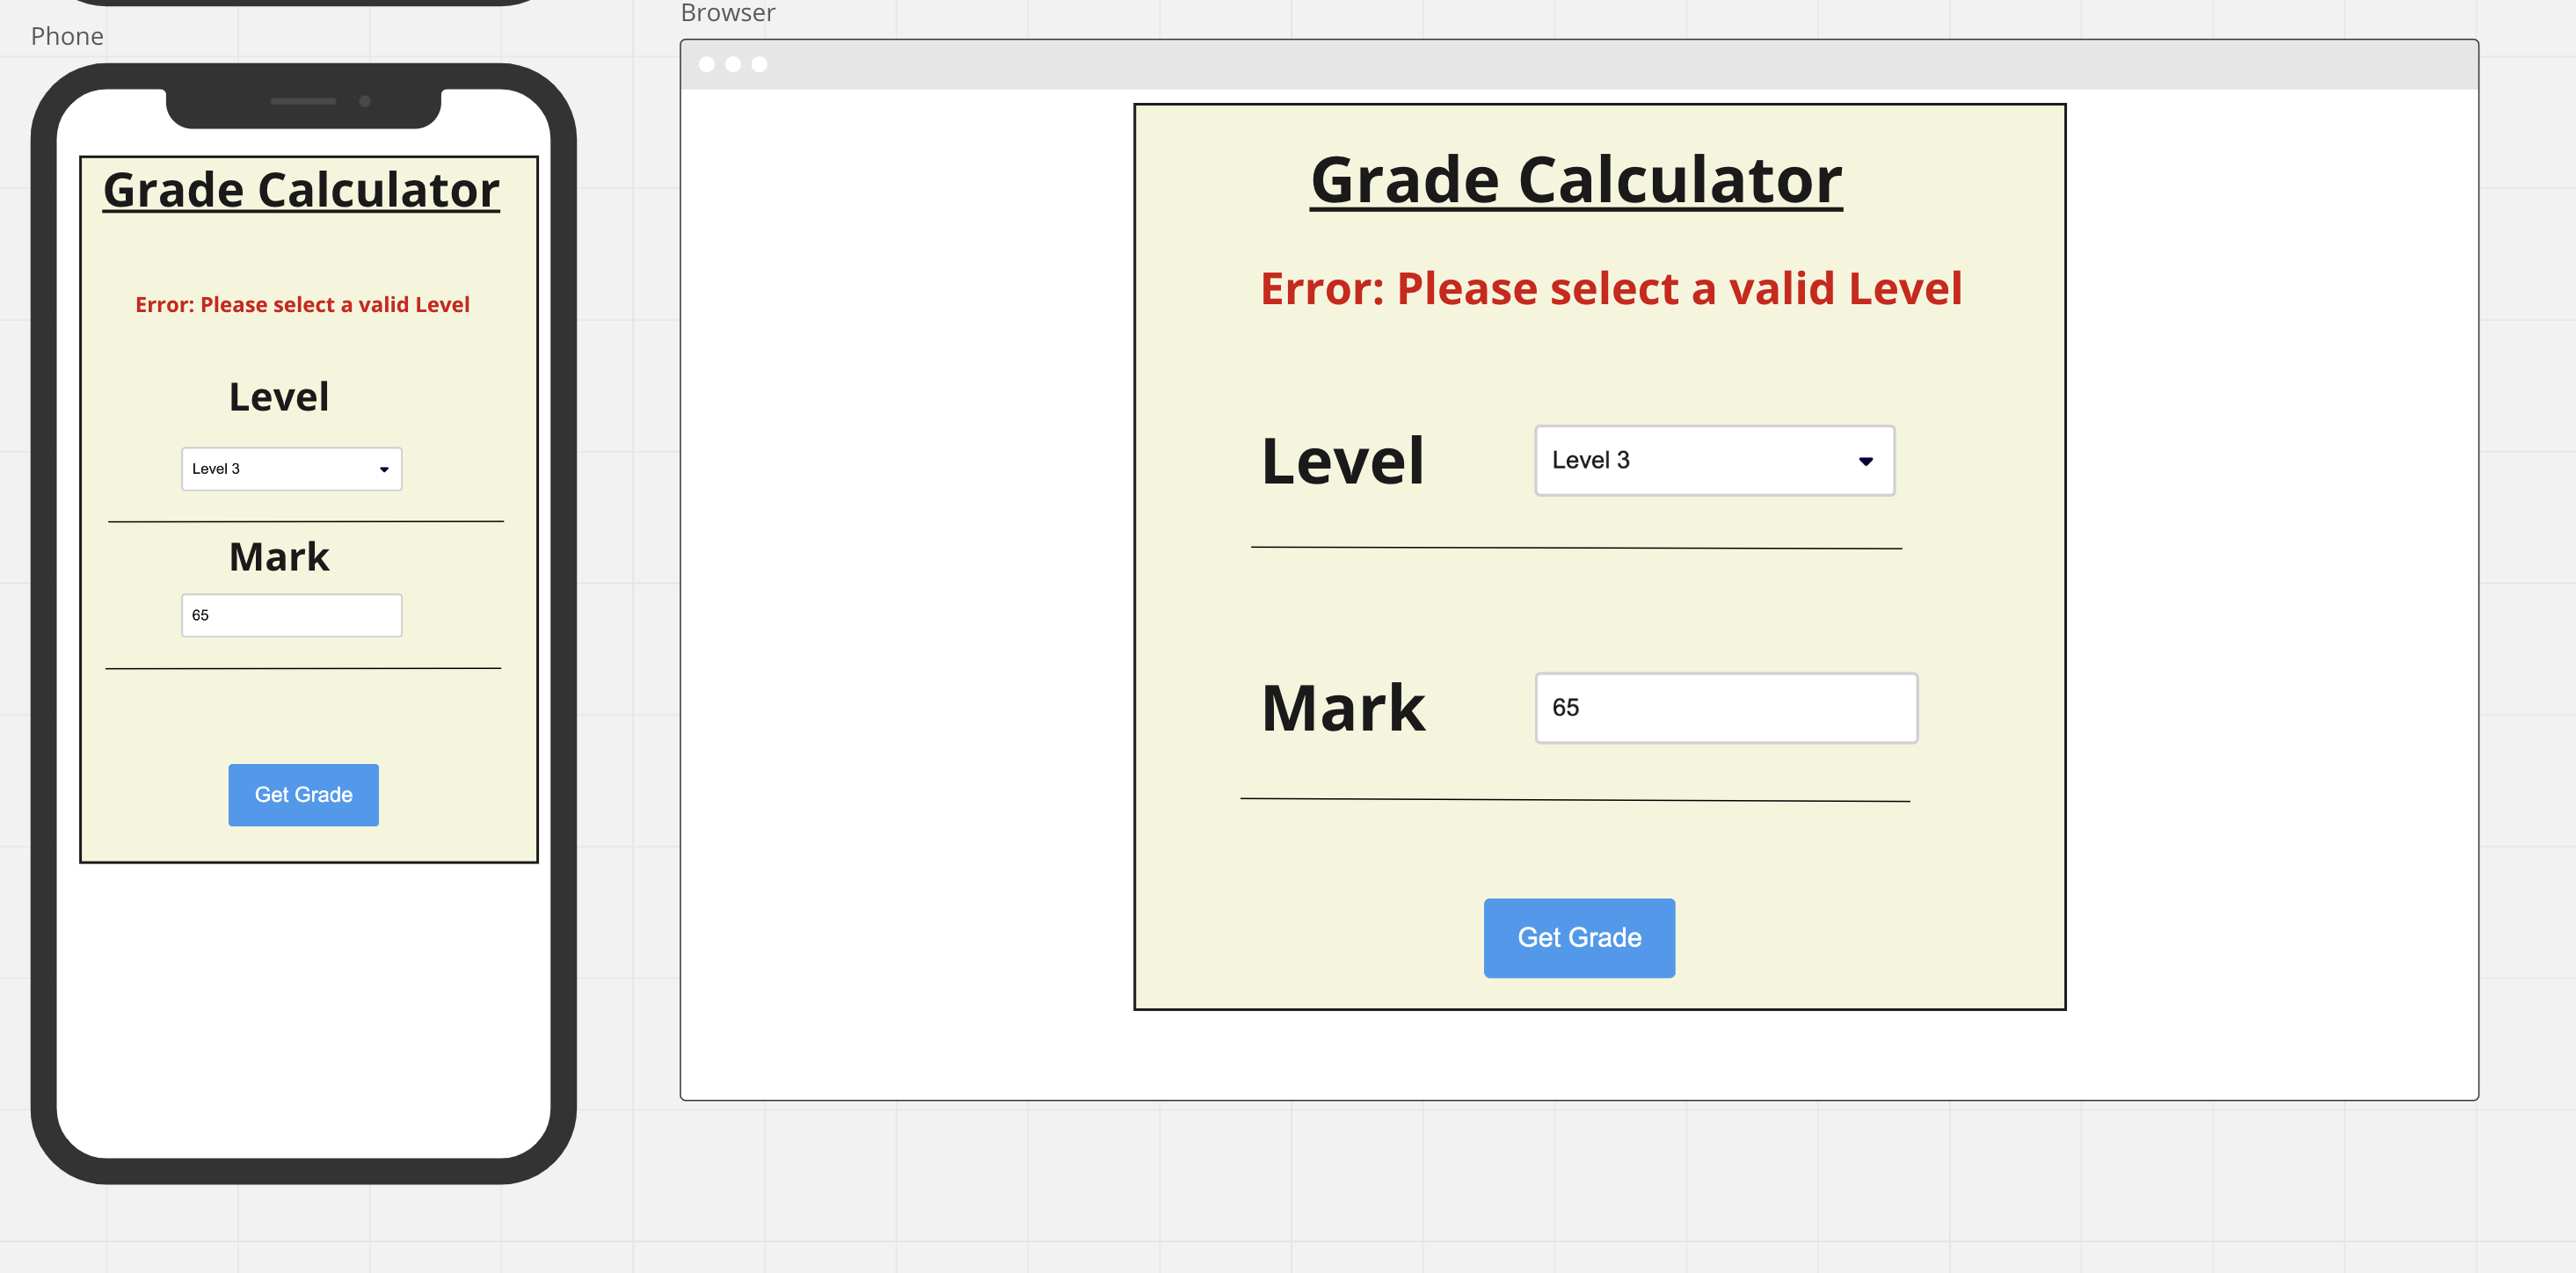 Phone
Grade Calculator
Error: Please select a valid Level
Level
Level 3
Mark
65
Get Grade
Browser
Grade Calculator
Error: Please select a valid Level
Level
Level 3
Mark
65
Get Grade